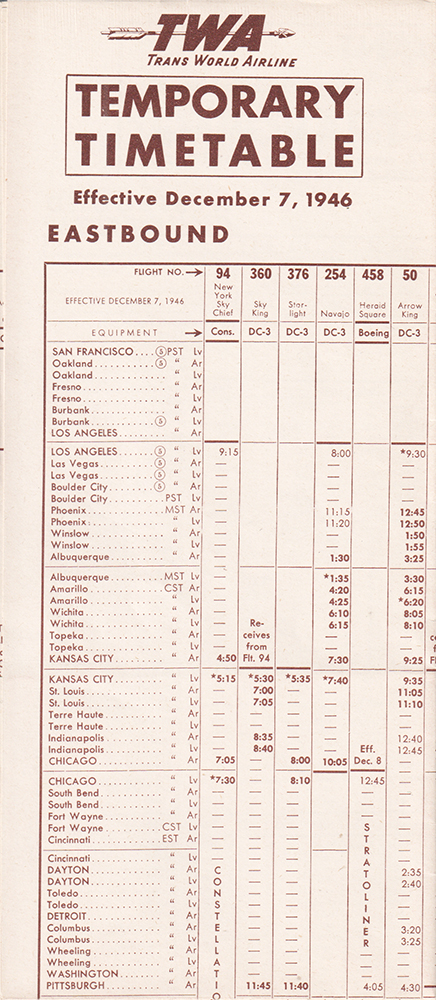 TWA
TRANS WORLD AIRLINE
TEMPORARY
TIMETABLE
Effective December 7, 1946
EASTBOUND
FLIGHT NO. → 94 360 376 254 458 50
EFFECTIVE DECEMBER 7, 1946 New York Sky Chief Sky King Star-light Navajo Herald Square Arrow King
EQUIPMENT → Cons. DC-3 DC-3 DC-3 Boeing DC-3
SAN FRANCISCO.... Ⓢ PST Lv
Oakland........... Ⓢ " Ar
Oakland............. " Lv
Fresno.............. " Ar
Fresno.............. " Lv
Burbank............. " Ar
Burbank........... Ⓢ " Lv
LOS ANGELES......... " Ar
LOS ANGELES....... Ⓢ " Lv 9:15 8:00 *9:30
Las Vegas......... Ⓢ " Ar — — —
Las Vegas......... Ⓢ " Lv — — —
Boulder City...... Ⓢ " Ar — — —
Boulder City......... PST Lv — — —
Phoenix............. MST Ar — 11:15 12:45
Phoenix............. " Lv — 11:20 12:50
Winslow............. " Ar — — 1:50
Winslow............. " Lv — — 1:55
Albuquerque......... " Ar — 1:30 3:25
Albuquerque......... MST Lv — *1:35 3:30
Amarillo............ CST Ar — 4:20 6:15
Amarillo............ " Lv — 4:25 *6:20
Wichita............. " Ar — 6:10 8:05
Wichita............. " Lv — Re- 6:15 8:10
Topeka.............. " Ar — ceives — —
Topeka.............. " Lv — from — —
KANSAS CITY......... " Ar 4:50 Flt. 94 7:30 9:25
KANSAS CITY......... " Lv *5:15 *5:30 *5:35 *7:40 9:35
St. Louis........... " Ar — 7:00 — — 11:05
St. Louis........... " Lv — 7:05 — — 11:10
Terre Haute......... " Ar — — — — —
Terre Haute......... " Lv — — — — —
Indianapolis........ " Ar — 8:35 — — 12:40
Indianapolis........ " Lv — 8:40 — — Eff. 12:45
CHICAGO............. " Ar 7:05 — 8:00 10:05 Dec. 8 —
CHICAGO............. " Lv *7:30 — 8:10 12:45 —
South Bend.......... " Ar — — — — —
South Bend.......... " Lv — — — — —
Fort Wayne.......... " Ar — — — — —
Fort Wayne.......... CST Lv — — — S —
Cincinnati.......... EST Ar — — — T —
Cincinnati.......... " Lv — — — R —
DAYTON.............. " Ar C — — A 2:35
DAYTON.............. " Lv O — — T 2:40
Toledo.............. " Ar N — — O —
Toledo.............. " Lv S — — L —
DETROIT............. " Ar T — — I —
Columbus............ " Ar E — — N 3:20
Columbus............ " Lv L — — E 3:25
Wheeling............ " Ar L — — R —
Wheeling............ " Lv A — — — —
WASHINGTON.......... " Ar T — — — —
PITTSBURGH.......... " Ar I 11:45 11:40 4:05 4:30
O